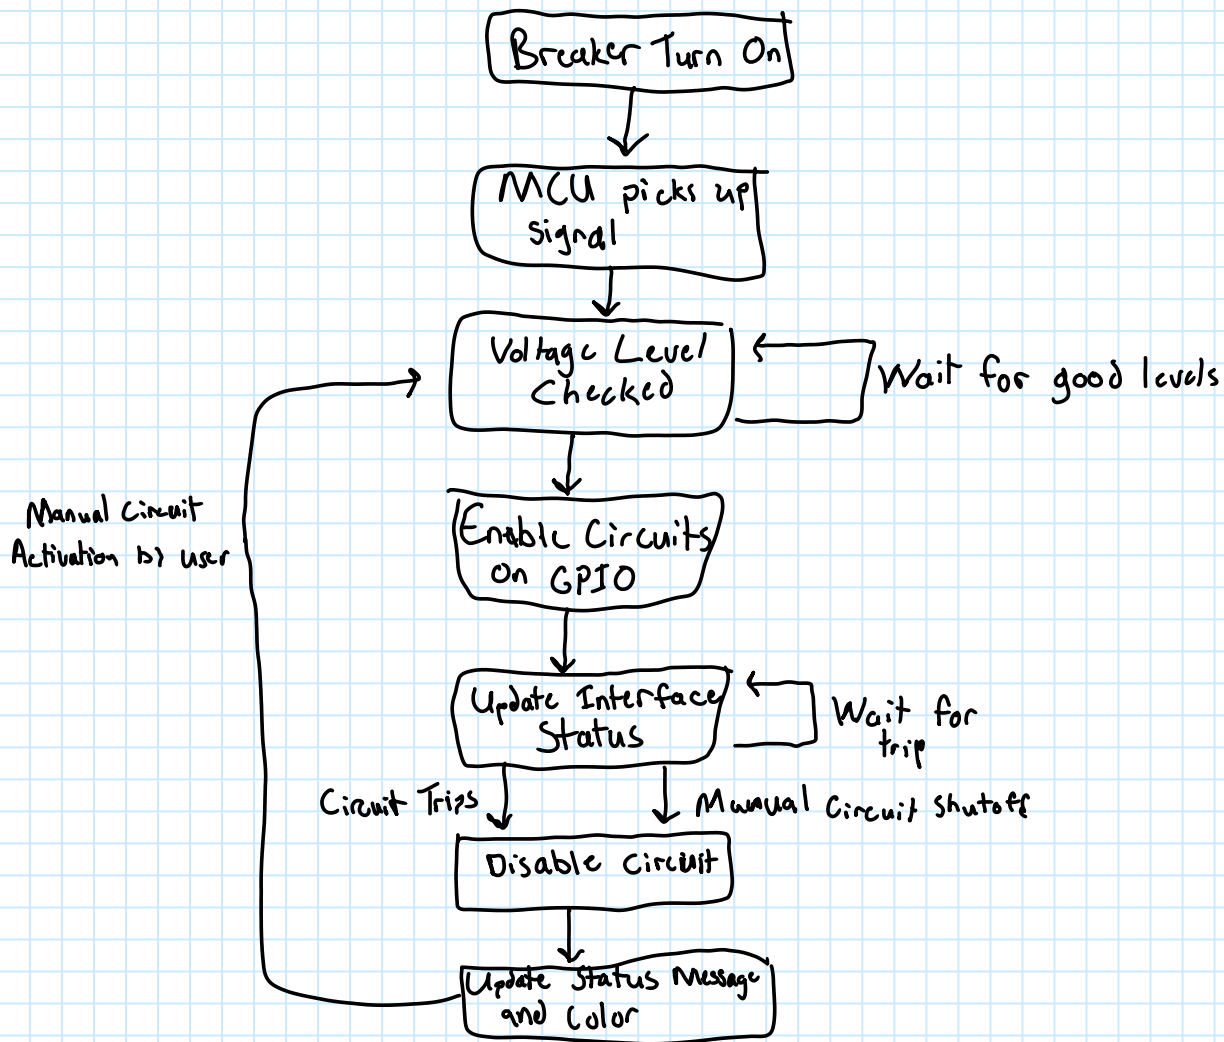 Breaker Turn On
MCU picks up
signal
Voltage Level
Checked
Wait for good levels
Manual Circuit
Activation by user
Enable Circuits
On GPIO
Update Interface
Status
Wait for
trip
Circuit Trips
Manual Circuit Shutoff
Disable Circuit
Update Status Message
and Color